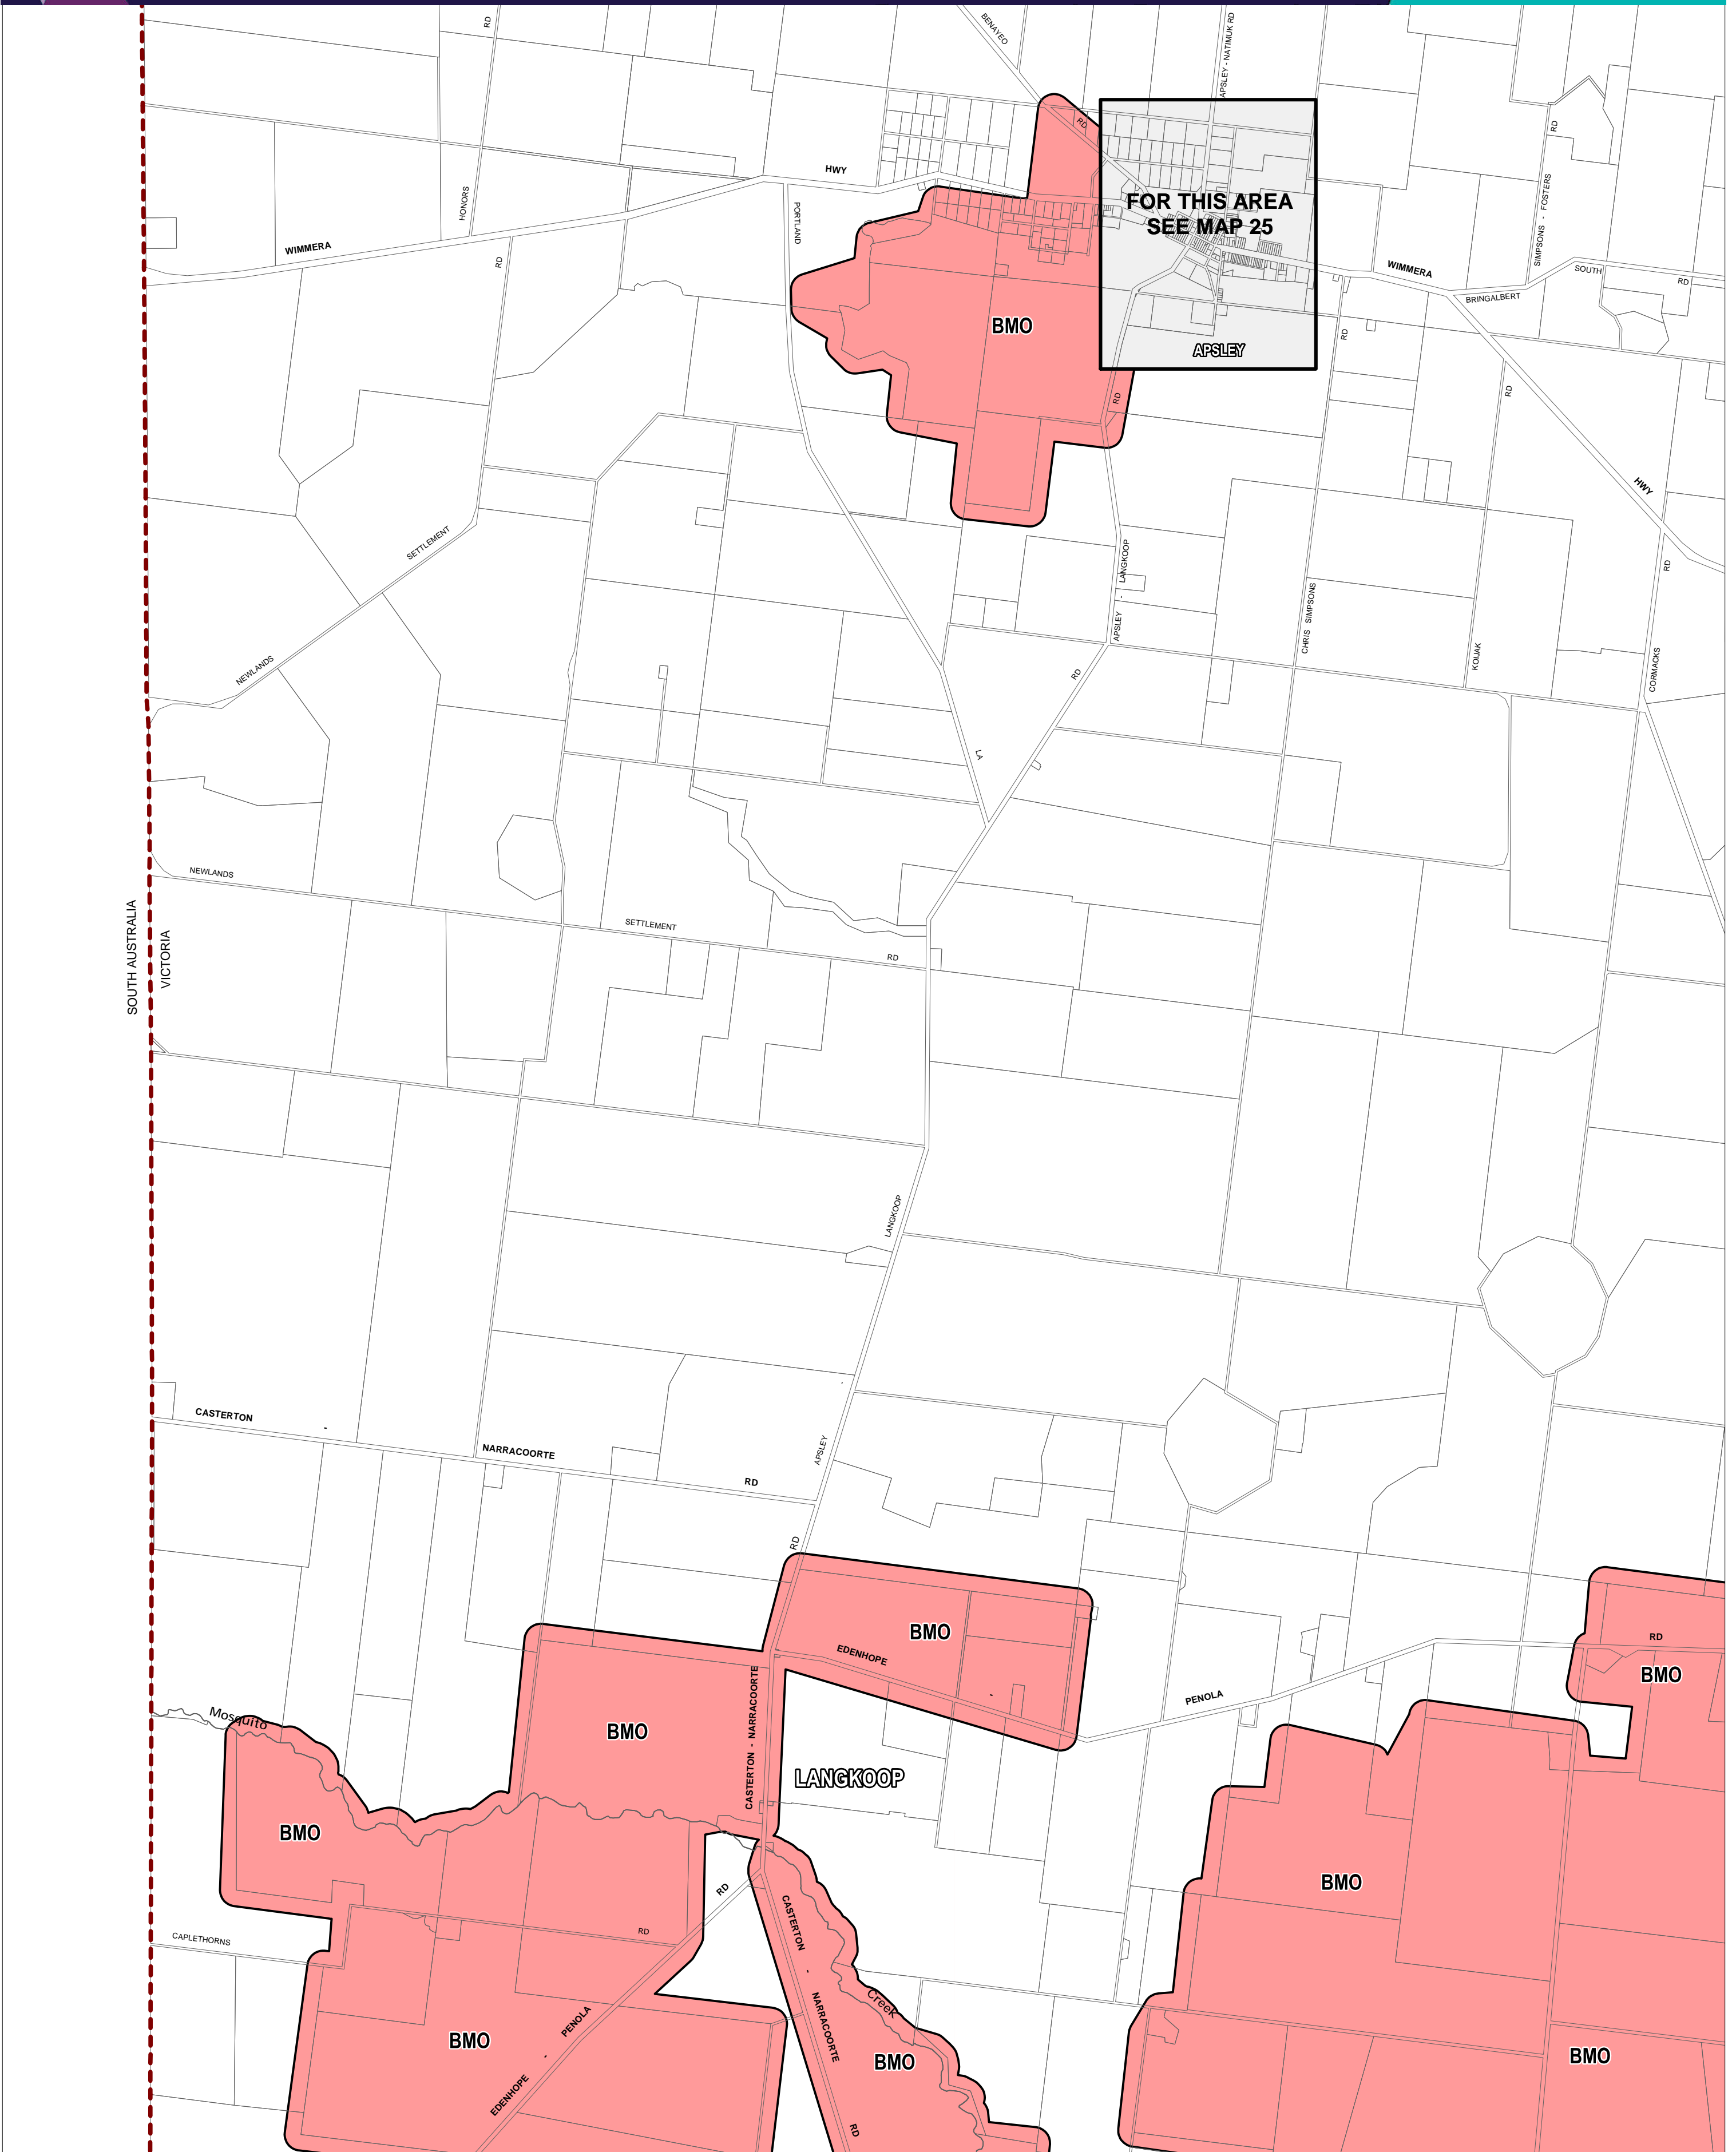 BENAYEO
RD
RD
APSLEY - NATIMUK RD
HWY
RD
HONORS
PORTLAND
FOR THIS AREA
SEE MAP 25
SIMPSONS - FOSTERS
WIMMERA
RD
WIMMERA
SOUTH
RD
BRINGALBERT
BMO
APSLEY
RD
RD
RD
HWY
SETTLEMENT
APSLEY - LANGKOOP
RD
CHRIS SIMPSONS
KOIJAK
CORMACKS
NEWLANDS
RD
LA
NEWLANDS
SETTLEMENT
RD
SOUTH AUSTRALIA
VICTORIA
LANGKOOP
-
CASTERTON
-
NARRACOORTE
RD
APSLEY
RD
BMO
EDENHOPE
-
PENOLA
RD
BMO
CASTERTON - NARRACOORTE
Mosquito
BMO
LANGKOOP
BMO
BMO
RD
CASTERTON
-
NARRACOORTE
RD
CAPLETHORNS
RD
Creek
BMO
EDENHOPE
-
PENOLA
BMO
BMO